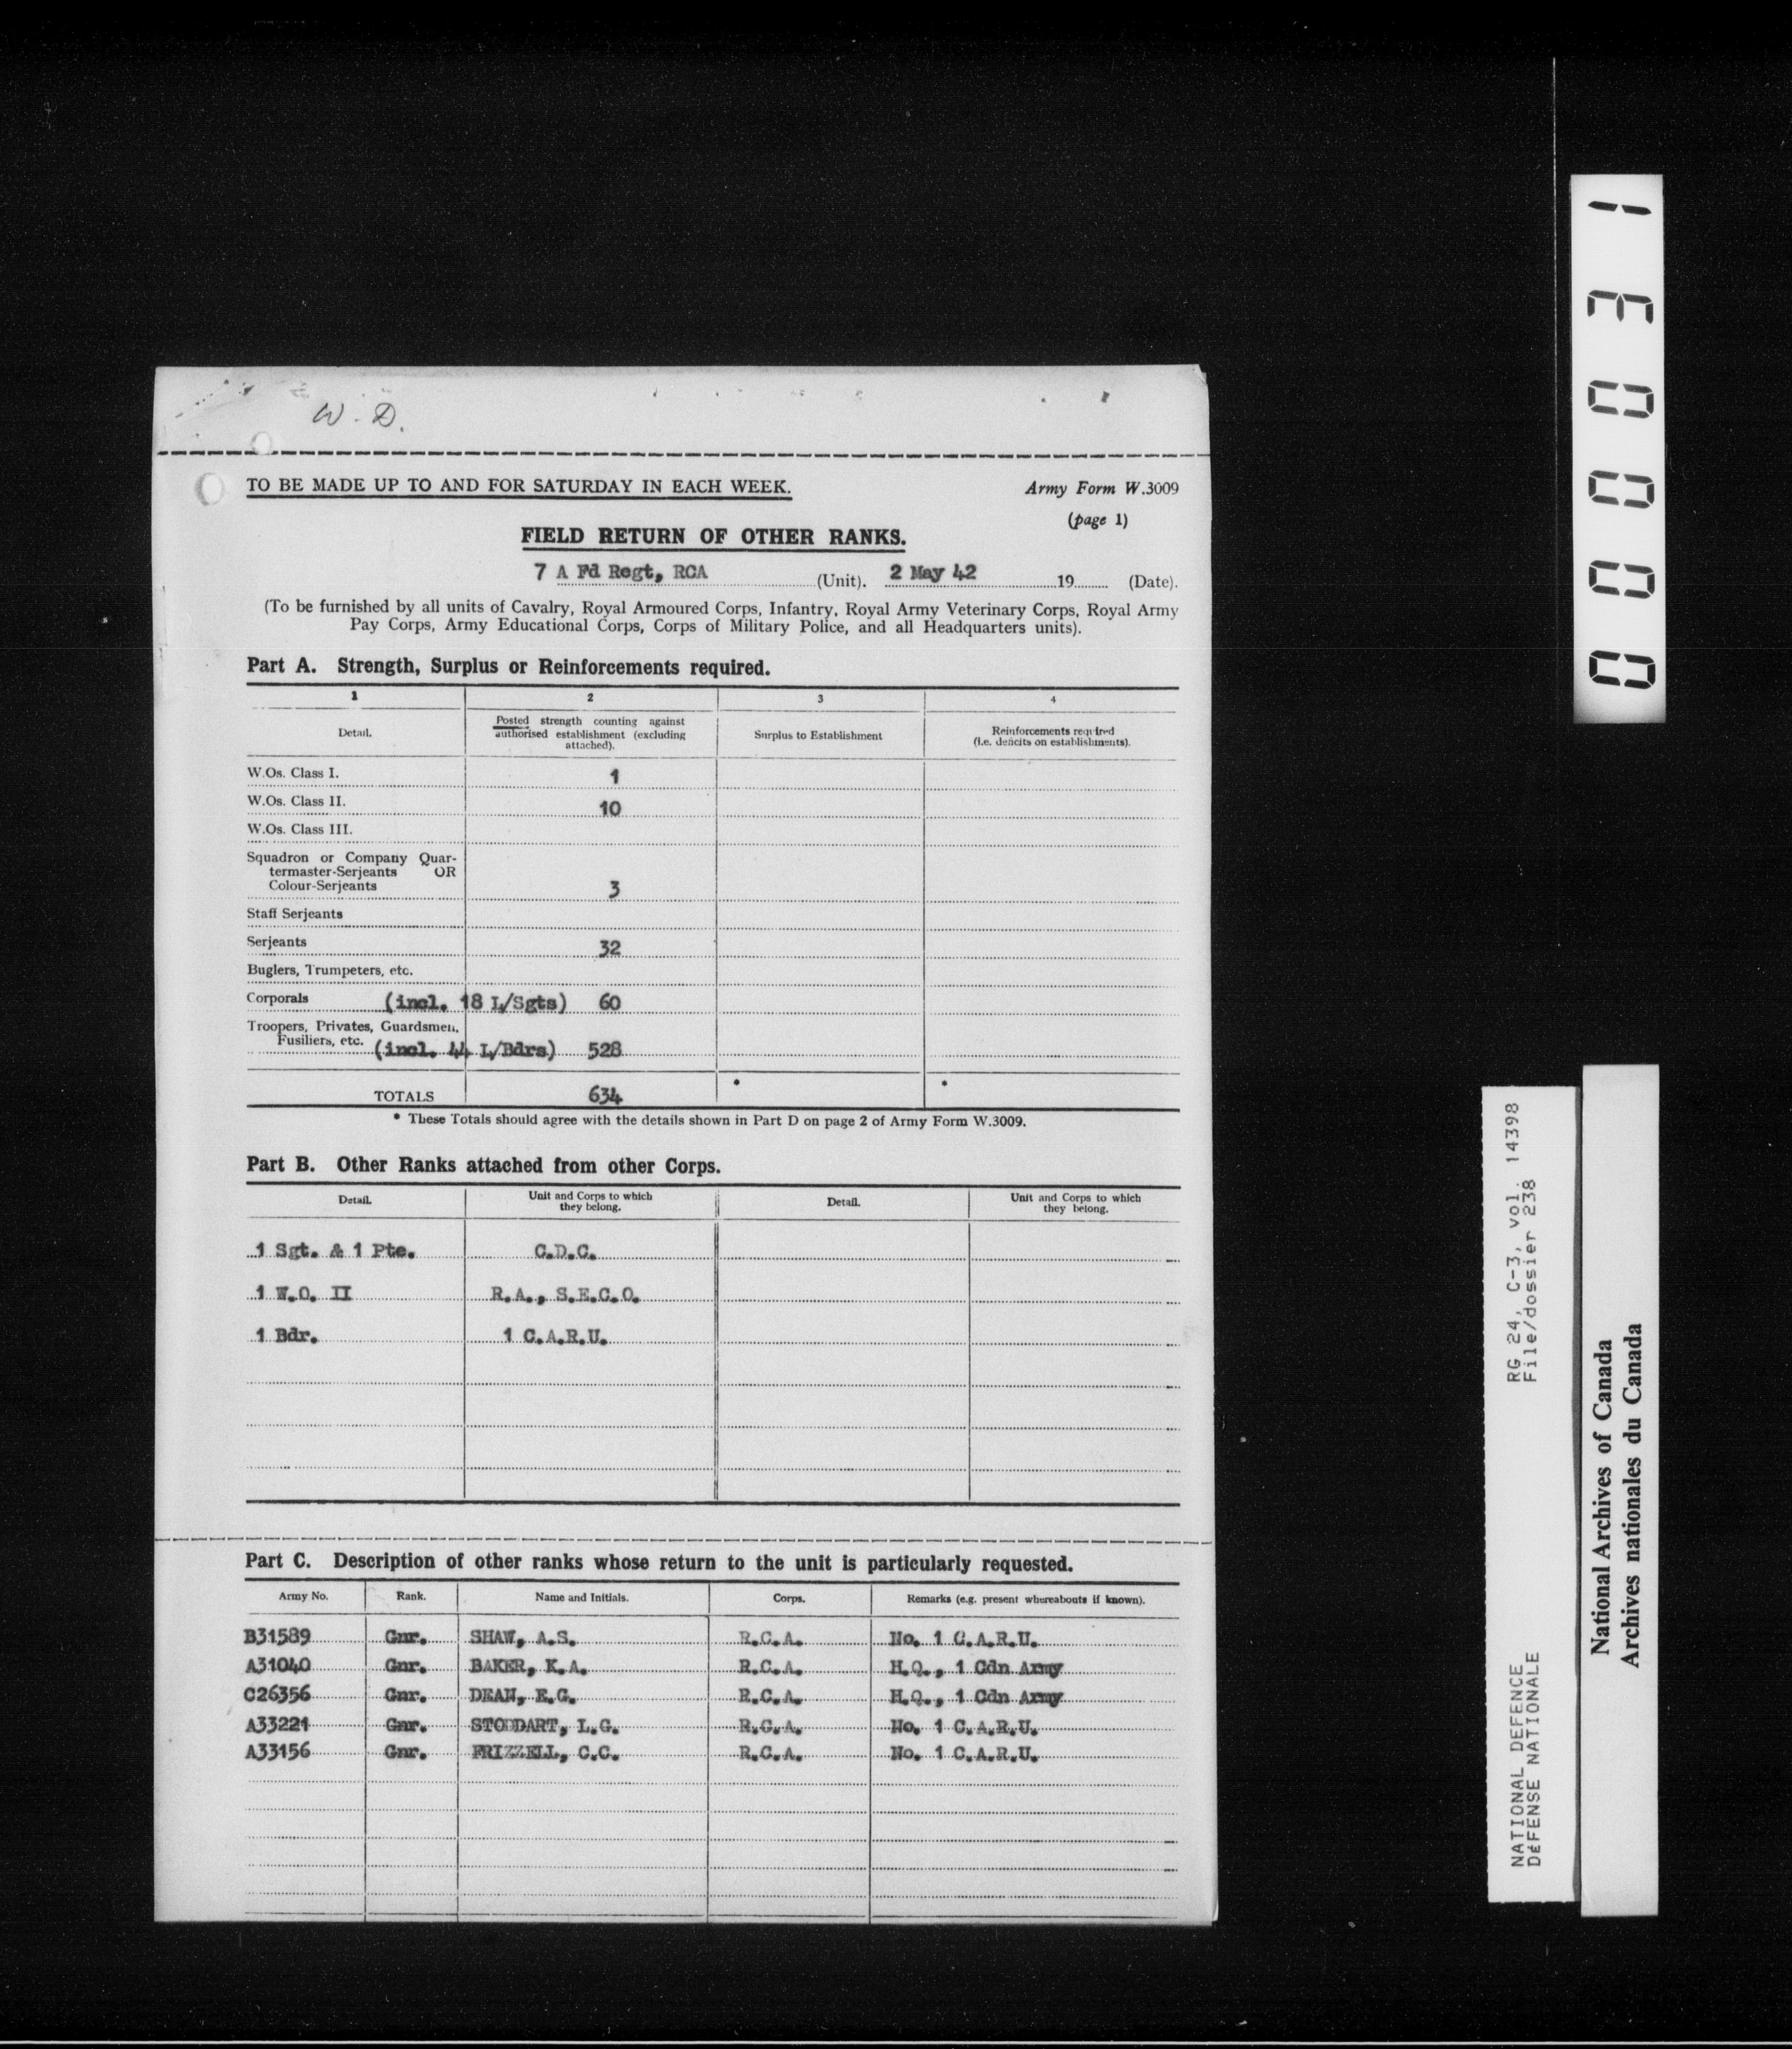 W. D.
TO BE MADE UP TO AND FOR SATURDAY IN EACH WEEK.
Army Form W.3009
(page 1)
FIELD RETURN OF OTHER RANKS.
7 A Fd Regt, RCA (Unit). 2 May 42 19 (Date).
(To be furnished by all units of Cavalry, Royal Armoured Corps, Infantry, Royal Army Veterinary Corps, Royal Army
Pay Corps, Army Educational Corps, Corps of Military Police, and all Headquarters units).
Part A. Strength, Surplus or Reinforcements required.
1 2 3 4
Detail.
Posted strength counting against
authorised establishment (excluding
attached).
Surplus to Establishment
Reinforcements required
(i.e. deficits on establishments).
W.Os. Class I. 1
W.Os. Class II. 10
W.Os. Class III.
Squadron or Company Quar-
termaster-Serjeants OR
Colour-Serjeants 3
Staff Serjeants
Serjeants 32
Buglers, Trumpeters, etc.
Corporals (incl. 18 L/Sgts) 60
Troopers, Privates, Guardsmen,
Fusiliers, etc. (incl. 44 L/Bdrs) 528
TOTALS 634 * *
* These Totals should agree with the details shown in Part D on page 2 of Army Form W.3009.
Part B. Other Ranks attached from other Corps.
Detail.
Unit and Corps to which
they belong.
Detail.
Unit and Corps to which
they belong.
1 Sgt. & 1 Pte. C.D.C.
1 W.O. II R.A., S.E.C.O.
1 Bdr. 1 C.A.R.U.
Part C. Description of other ranks whose return to the unit is particularly requested.
Army No. Rank. Name and Initials. Corps. Remarks (e.g. present whereabouts if known).
B31589 Gnr. SHAW, A.S. R.C.A. No. 1 C.A.R.U.
A31040 Gnr. BAKER, K.A. R.C.A. H.Q., 1 Cdn Army
C26356 Gnr. DEAN, E.G. R.C.A. H.Q., 1 Cdn Army
A33221 Gnr. STODDART, L.G. R.C.A. No. 1 C.A.R.U.
A33156 Gnr. FRIZZELL, C.C. R.C.A. No. 1 C.A.R.U.
000031
NATIONAL DEFENCE RG 24, C-3, vol. 14398
DÉFENSE NATIONALE File/dossier 238
National Archives of Canada
Archives nationales du Canada